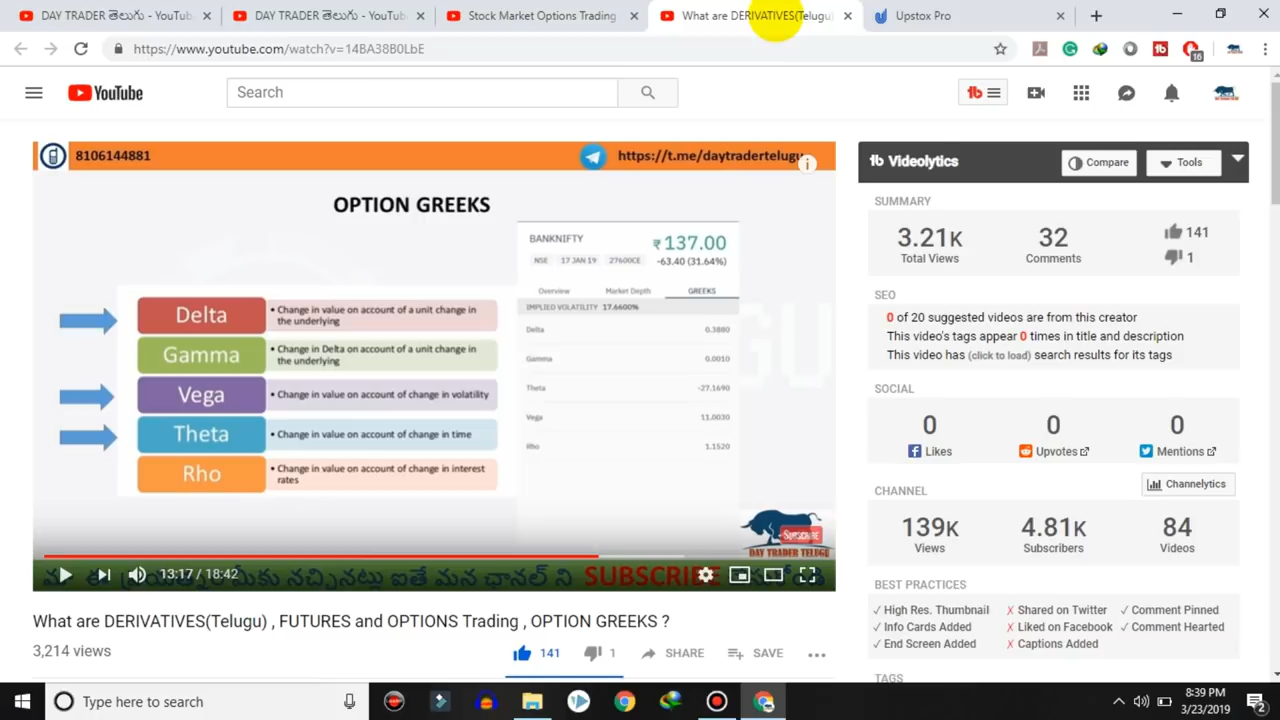 DAY TRADER తెలుగు - YouTub
DAY TRADER తెలుగు - YouTub
Stock Market Options Trading
What are DERIVATIVES(Telugu)
Upstox Pro
https://www.youtube.com/watch?v=14BA38B0LbE
16
YouTube
Search
8106144881
https://t.me/daytradertelugu
OPTION GREEKS
BANKNIFTY
₹137.00
NSE 17 JAN 19 27600CE
-63.40 (31.64%)
Overview Market Depth GREEKS
IMPLIED VOLATILITY 17.6600%
Delta 0.3880
Gamma 0.0010
Theta -27.1690
Vega 11.0030
Rho 1.1520
Delta
• Change in value on account of a unit change in
the underlying
Gamma
• Change in Delta on account of a unit change in
the underlying
Vega
• Change in value on account of change in volatility
Theta
• Change in value on account of change in time
Rho
• Change in value on account of change in interest
rates
SUBSCRIBE
DAY TRADER TELUGU
నచ్చినట్లు ఐతే మన ఛానల్ ని SUBSCRIBE
13:17 / 18:42
What are DERIVATIVES(Telugu) , FUTURES and OPTIONS Trading , OPTION GREEKS ?
3,214 views
141
1
SHARE
SAVE
tb Videolytics
Compare
Tools
SUMMARY
3.21K
Total Views
32
Comments
141
1
SEO
0 of 20 suggested videos are from this creator
This video's tags appear 0 times in title and description
This video has (click to load) search results for its tags
SOCIAL
0 0 0
Likes Upvotes Mentions
CHANNEL
Channelytics
139K 4.81K 84
Views Subscribers Videos
BEST PRACTICES
✓ High Res. Thumbnail ✗ Shared on Twitter ✓ Comment Pinned
✓ Info Cards Added ✗ Liked on Facebook ✓ Comment Hearted
✓ End Screen Added ✗ Captions Added
TAGS
Type here to search
8:39 PM
3/23/2019
2